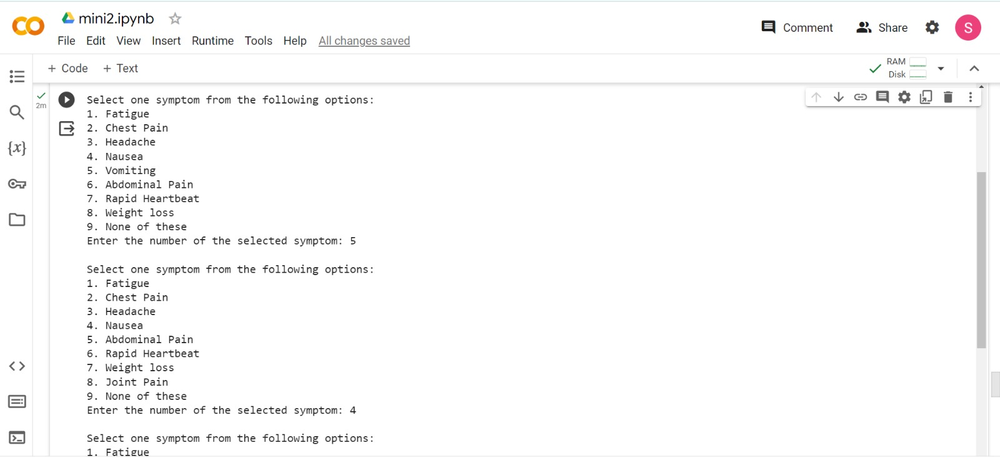 mini2.ipynb
File Edit View Insert Runtime Tools Help All changes saved
Comment Share S
+ Code + Text
RAM
Disk
2m
{x}
Select one symptom from the following options:
1. Fatigue
2. Chest Pain
3. Headache
4. Nausea
5. Vomiting
6. Abdominal Pain
7. Rapid Heartbeat
8. Weight loss
9. None of these
Enter the number of the selected symptom: 5
Select one symptom from the following options:
1. Fatigue
2. Chest Pain
3. Headache
4. Nausea
5. Abdominal Pain
6. Rapid Heartbeat
7. Weight loss
8. Joint Pain
9. None of these
Enter the number of the selected symptom: 4
Select one symptom from the following options:
1. Fatigue